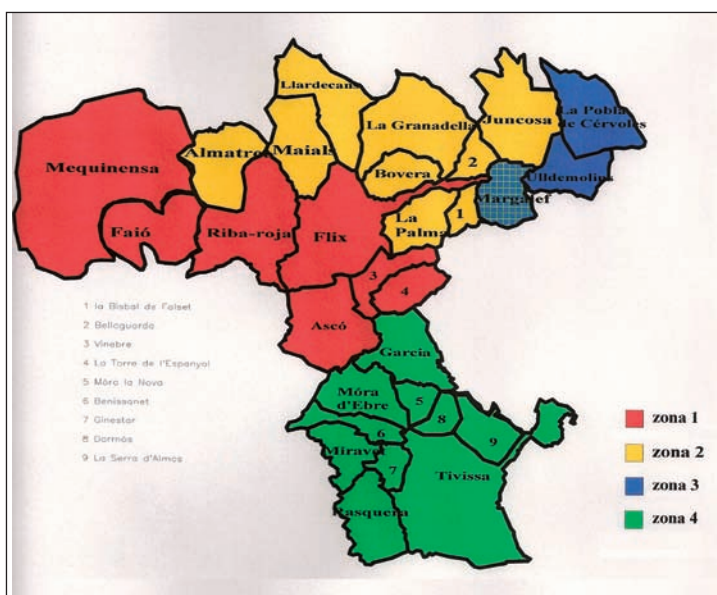 Llardecans
Juncosa
La Pobla
de Cérvoles
La Granadella
Almatret
Maials
Mequinensa
Bovera
2
Ulldemolins
Margalef
La
Palma
1
Faió
Riba-roja
Flix
3
4
Ascó
Garcia
1 la Bisbal de Falset
2 Bellaguarda
3 Vinebre
4 La Torre de l'Espanyol
5 Móra la Nova
6 Benissanet
7 Ginestar
8 Darmós
9 La Serra d'Almos
Móra
d'Ebre
5
8
9
6
Miravet
7
Tivissa
Rasquera
zona 1
zona 2
zona 3
zona 4